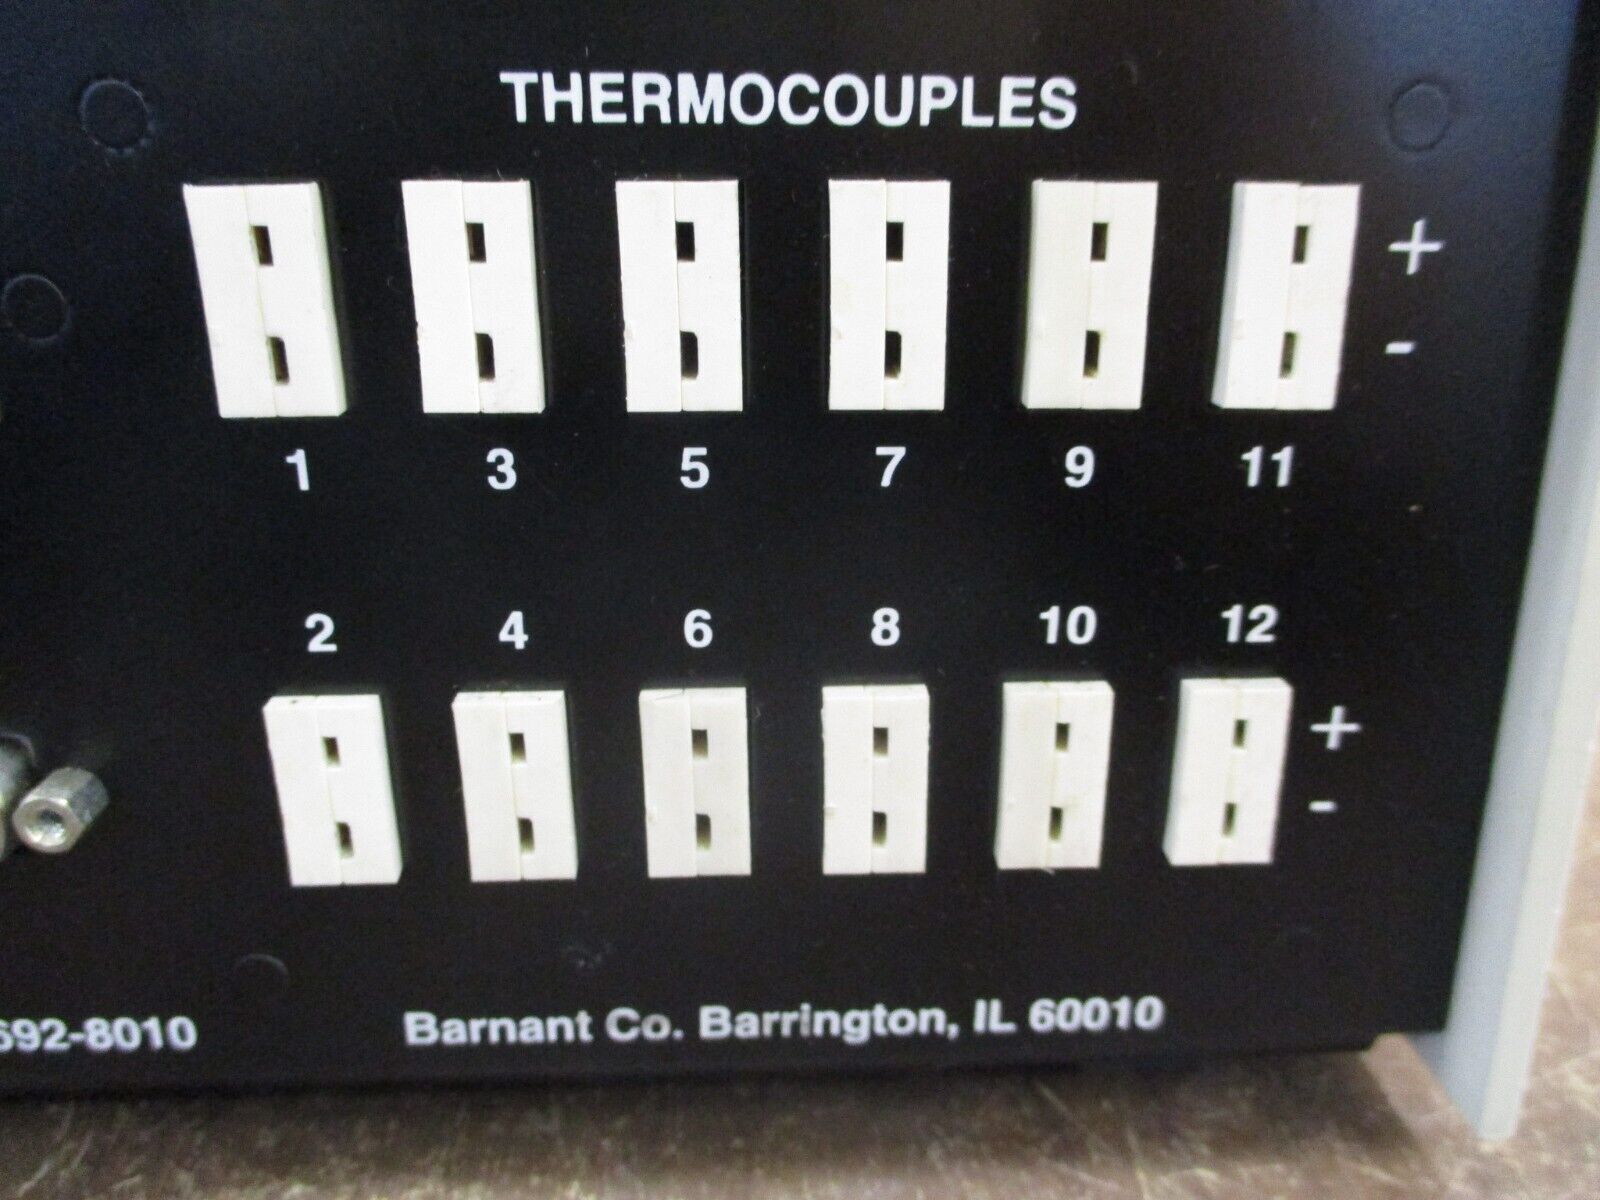 THERMOCOUPLES
+
-
1 3 5 7 9 11
2 4 6 8 10 12
+
-
692-8010
Barnant Co. Barrington, IL 60010